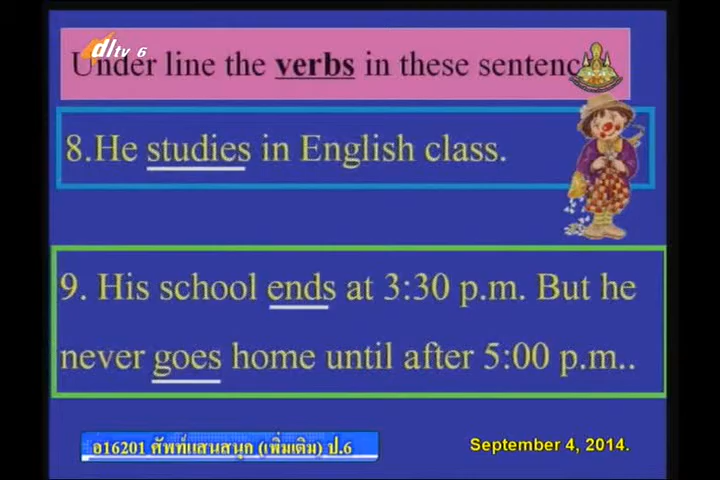 dltv 6
Under line the verbs in these sentenc
8.He studies in English class.
9. His school ends at 3:30 p.m. But he
never goes home until after 5:00 p.m..
อ16201 ศัพท์แสนสนุก (เพิ่มเติม) ป.6
September 4, 2014.